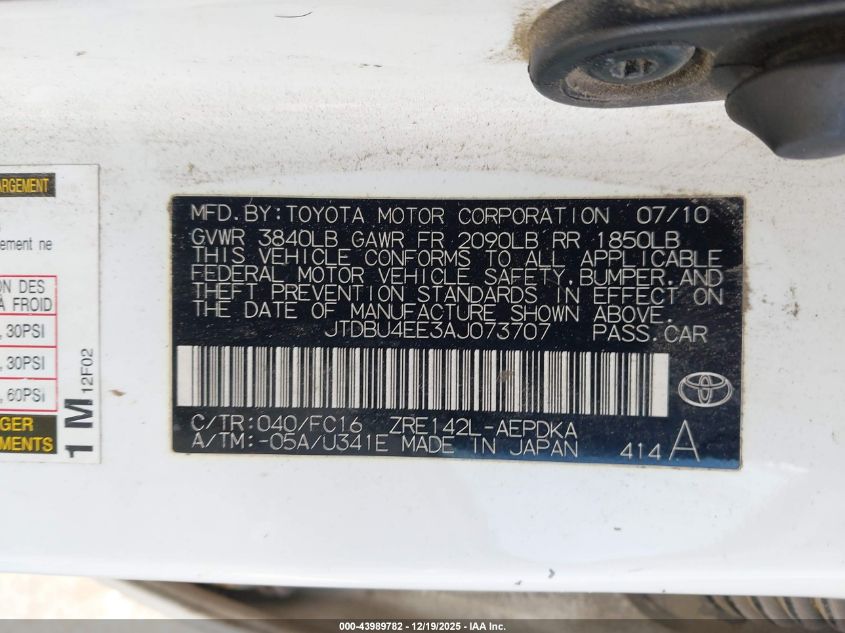 ARGEMENT
ement ne
ON DES
À FROID
, 30PSI
, 30PSI
, 60PSI
GER
EMENTS
1 M 12F02
MFD.BY:TOYOTA MOTOR CORPORATION 07/10
GVWR 3840LB GAWR FR 2090LB RR 1850LB
THIS VEHICLE CONFORMS TO ALL APPLICABLE
FEDERAL MOTOR VEHICLE SAFETY,BUMPER,AND
THEFT PREVENTION STANDARDS IN EFFECT ON
THE DATE OF MANUFACTURE SHOWN ABOVE.
JTDBU4EE3AJ073707 PASS.CAR
C/TR:040/FC16 ZRE142L-AEPDKA
A/TM:-05A/U341E MADE IN JAPAN 414 A
000-43989782 - 12/19/2025 - IAA Inc.